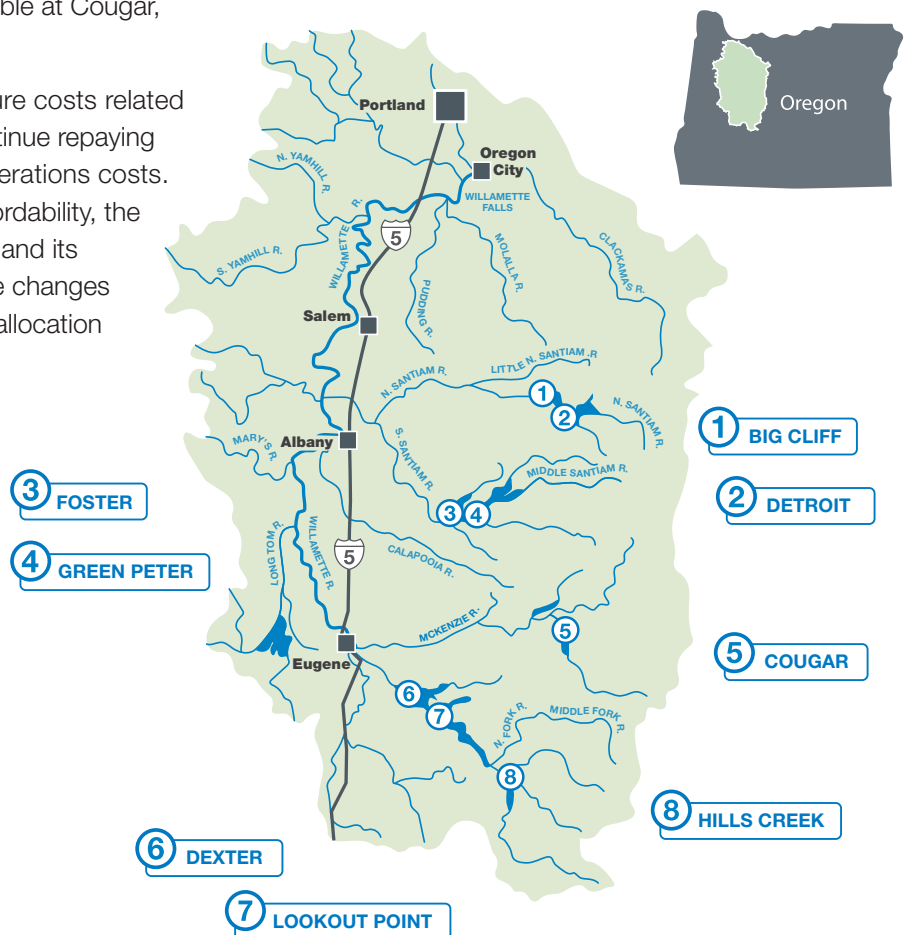 ble at Cougar,
ure costs related
tinue repaying
erations costs.
ordability, the
and its
e changes
allocation
Oregon
Portland
Oregon
City
WILLAMETTE
FALLS
N. YAMHILL R.
S. YAMHILL R.
WILLAMETTE R.
5
MOLALLA R.
PUDDING R.
CLACKAMAS R.
Salem
LITTLE N. SANTIAM .R
N. SANTIAM R.
N. SANTIAM R.
1
2
Albany
MARY'S R.
S. SANTIAM R.
MIDDLE SANTIAM R.
3
4
LONG TOM R.
WILLAMETTE R.
5
CALAPOOIA R.
MCKENZIE R.
5
Eugene
6
7
N. FORK R.
MIDDLE FORK R.
8
1 BIG CLIFF
2 DETROIT
3 FOSTER
4 GREEN PETER
5 COUGAR
6 DEXTER
7 LOOKOUT POINT
8 HILLS CREEK